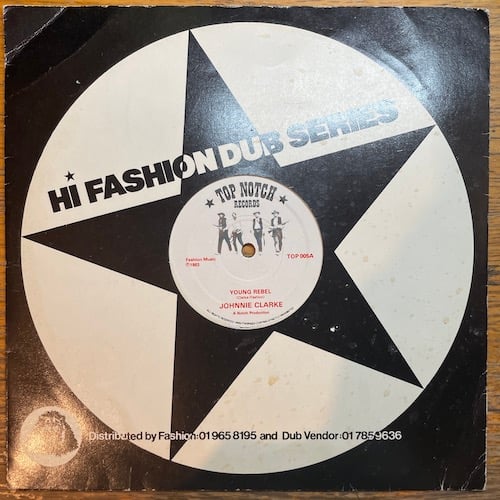 Hi FASHION DUB SERIES
TOP NOTCH
RECORDS
Fashion Music
TOP 005A
YOUNG REBEL
JOHNNIE CLARKE
A Notch Production
Distributed by Fashion:01 965 8195 and Dub Vendor:01 785 9636